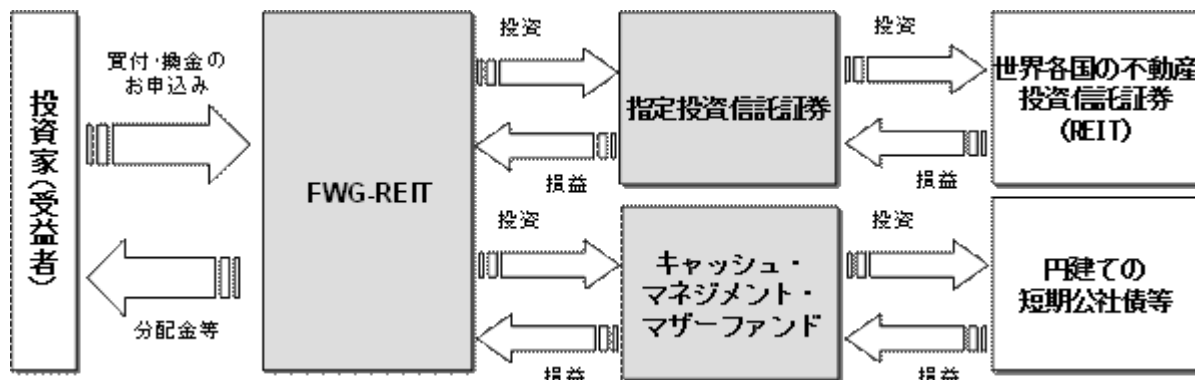 投資家(受益者)
買付・換金の
お申込み
分配金等
FWG-REIT
投資
損益
投資
損益
指定投資信託証券
キャッシュ・
マネジメント・
マザーファンド
投資
損益
投資
損益
世界各国の不動産
投資信託証券
(REIT)
円建ての
短期公社債等